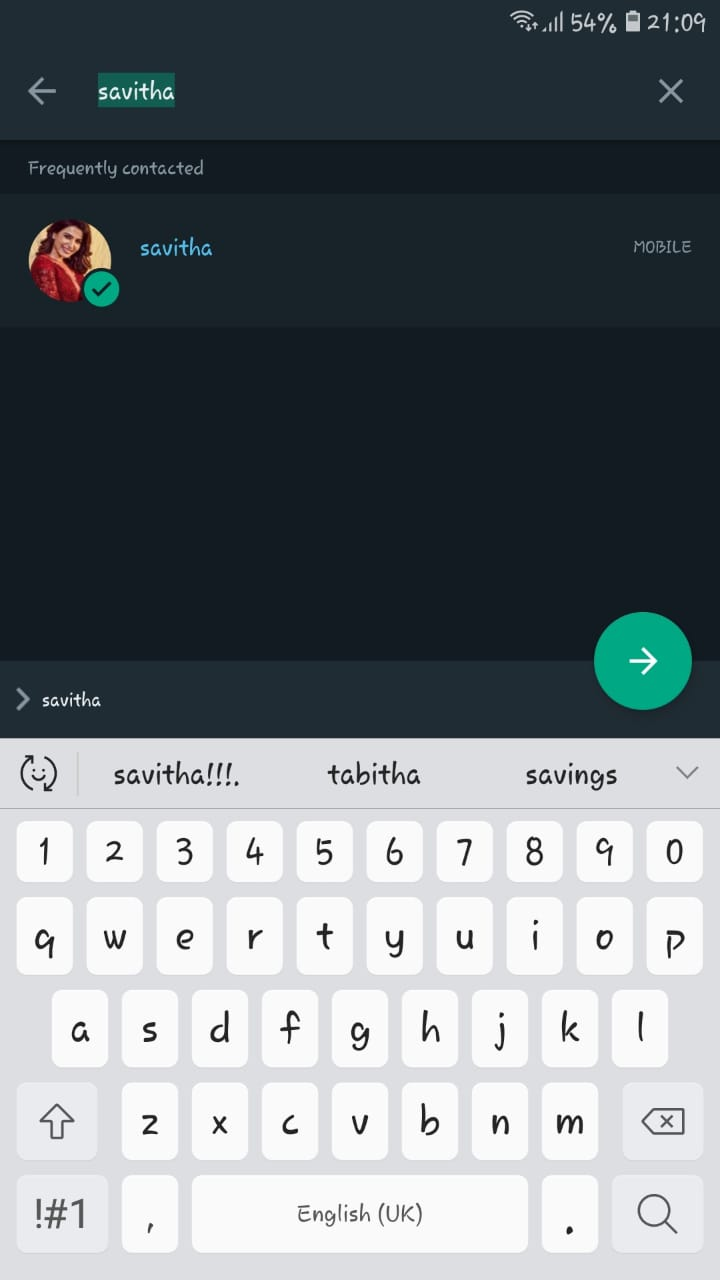 54% 21:09
savitha
Frequently contacted
savitha MOBILE
savitha
savitha!!!. tabitha savings
1 2 3 4 5 6 7 8 9 0
q w e r t y u i o p
a s d f g h j k l
z x c v b n m
!#1 , English (UK) .